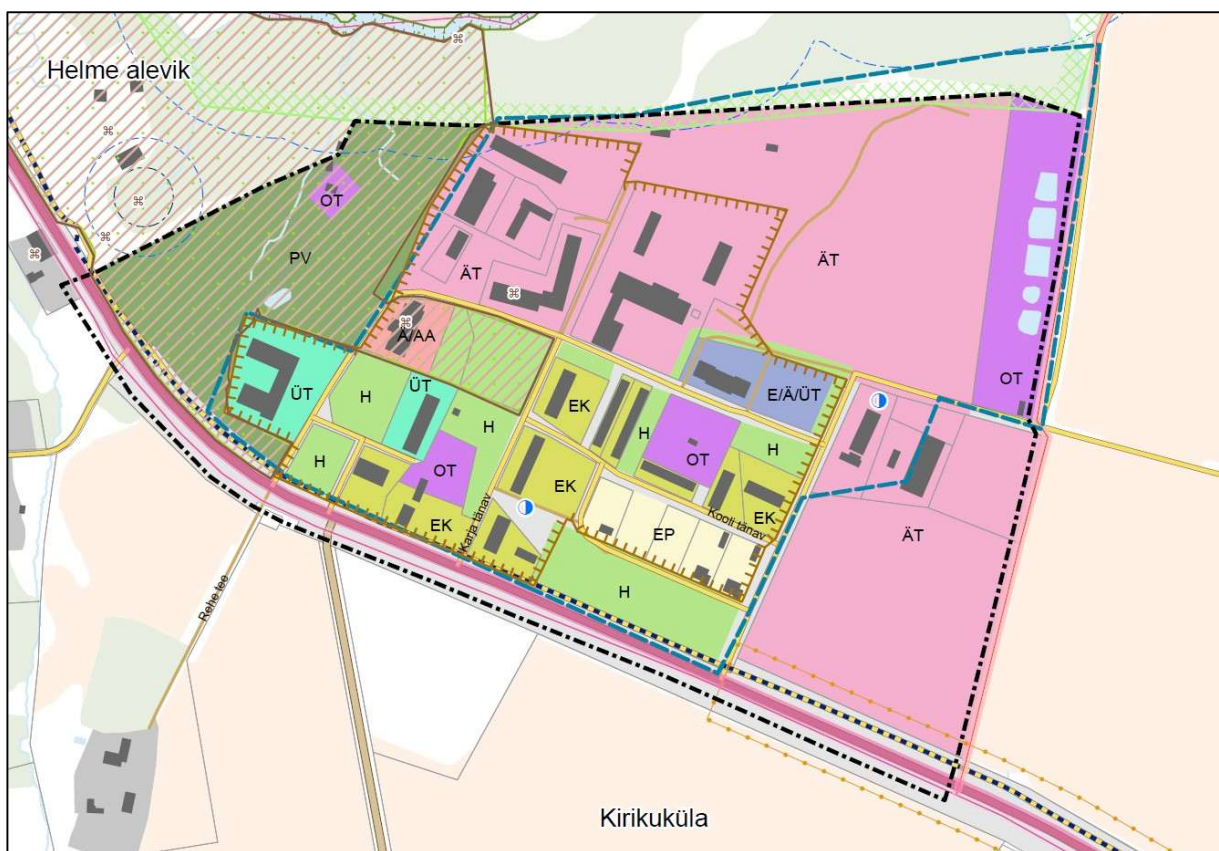 Helme alevik
OT
PV
ÄT
ÄT
OT
Ä/AA
ÜT
H
ÜT
EK
E/Ä/ÜT
H
H
H
OT
H
OT
EK
EK
EK
EP
Karja tänav
Kooli tänav
ÄT
H
Rehe tee
Kirikuküla